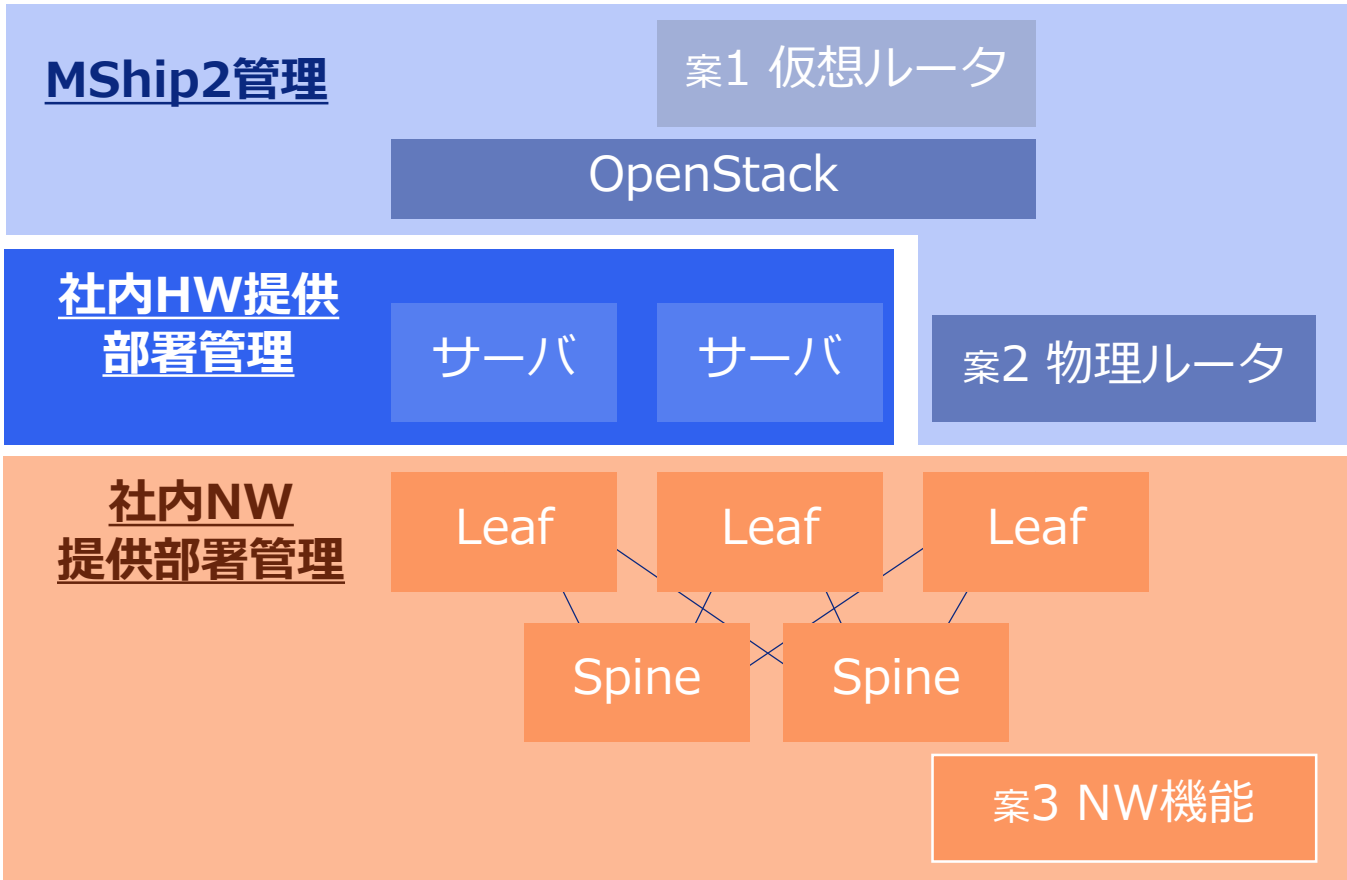 MShip2管理
案1 仮想ルータ
OpenStack
社内HW提供
部署管理
サーバ
サーバ
案2 物理ルータ
社内NW
提供部署管理
Leaf
Leaf
Leaf
Spine
Spine
案3 NW機能